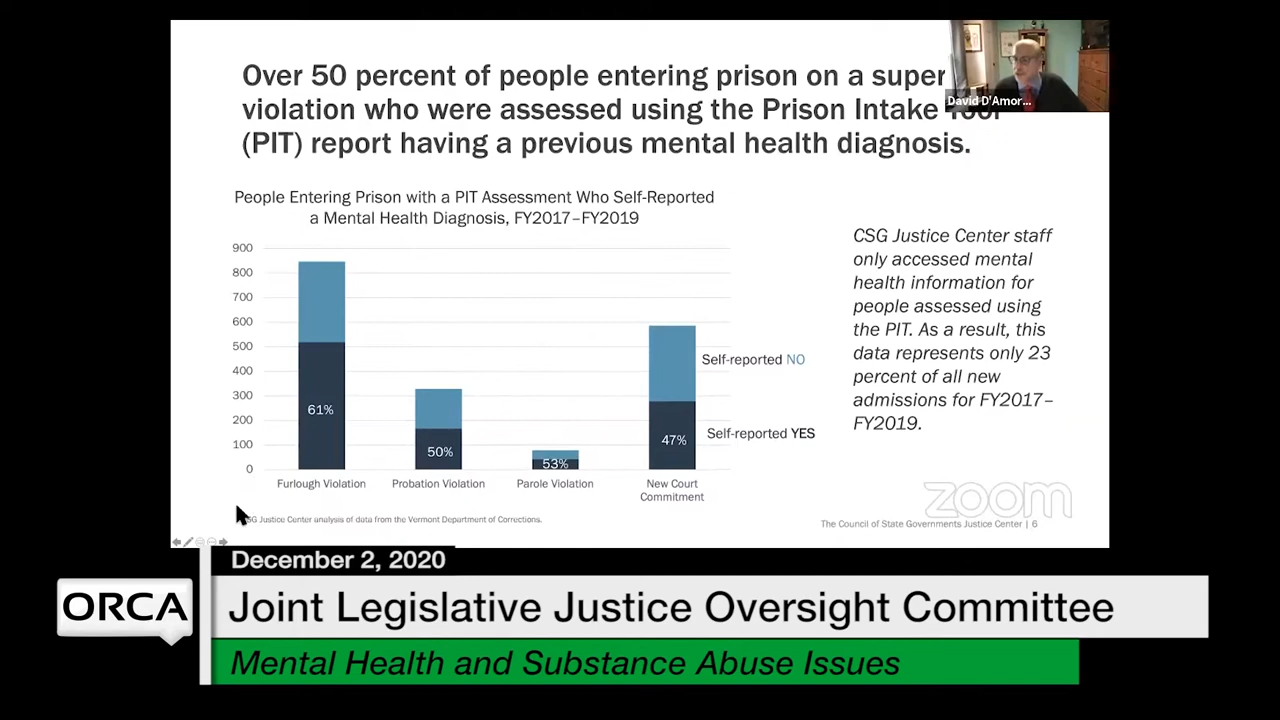 Over 50 percent of people entering prison on a super
violation who were assessed using the Prison Intake
(PIT) report having a previous mental health diagnosis.
David D'Amor...
People Entering Prison with a PIT Assessment Who Self-Reported
a Mental Health Diagnosis, FY2017–FY2019
900
800
700
600
500
400
300
200
100
0
61%
50%
53%
47%
Self-reported NO
Self-reported YES
Furlough Violation
Probation Violation
Parole Violation
New Court
Commitment
CSG Justice Center staff
only accessed mental
health information for
people assessed using
the PIT. As a result, this
data represents only 23
percent of all new
admissions for FY2017–
FY2019.
zoom
SG Justice Center analysis of data from the Vermont Department of Corrections.
The Council of State Governments Justice Center | 6
December 2, 2020
ORCA
Joint Legislative Justice Oversight Committee
Mental Health and Substance Abuse Issues